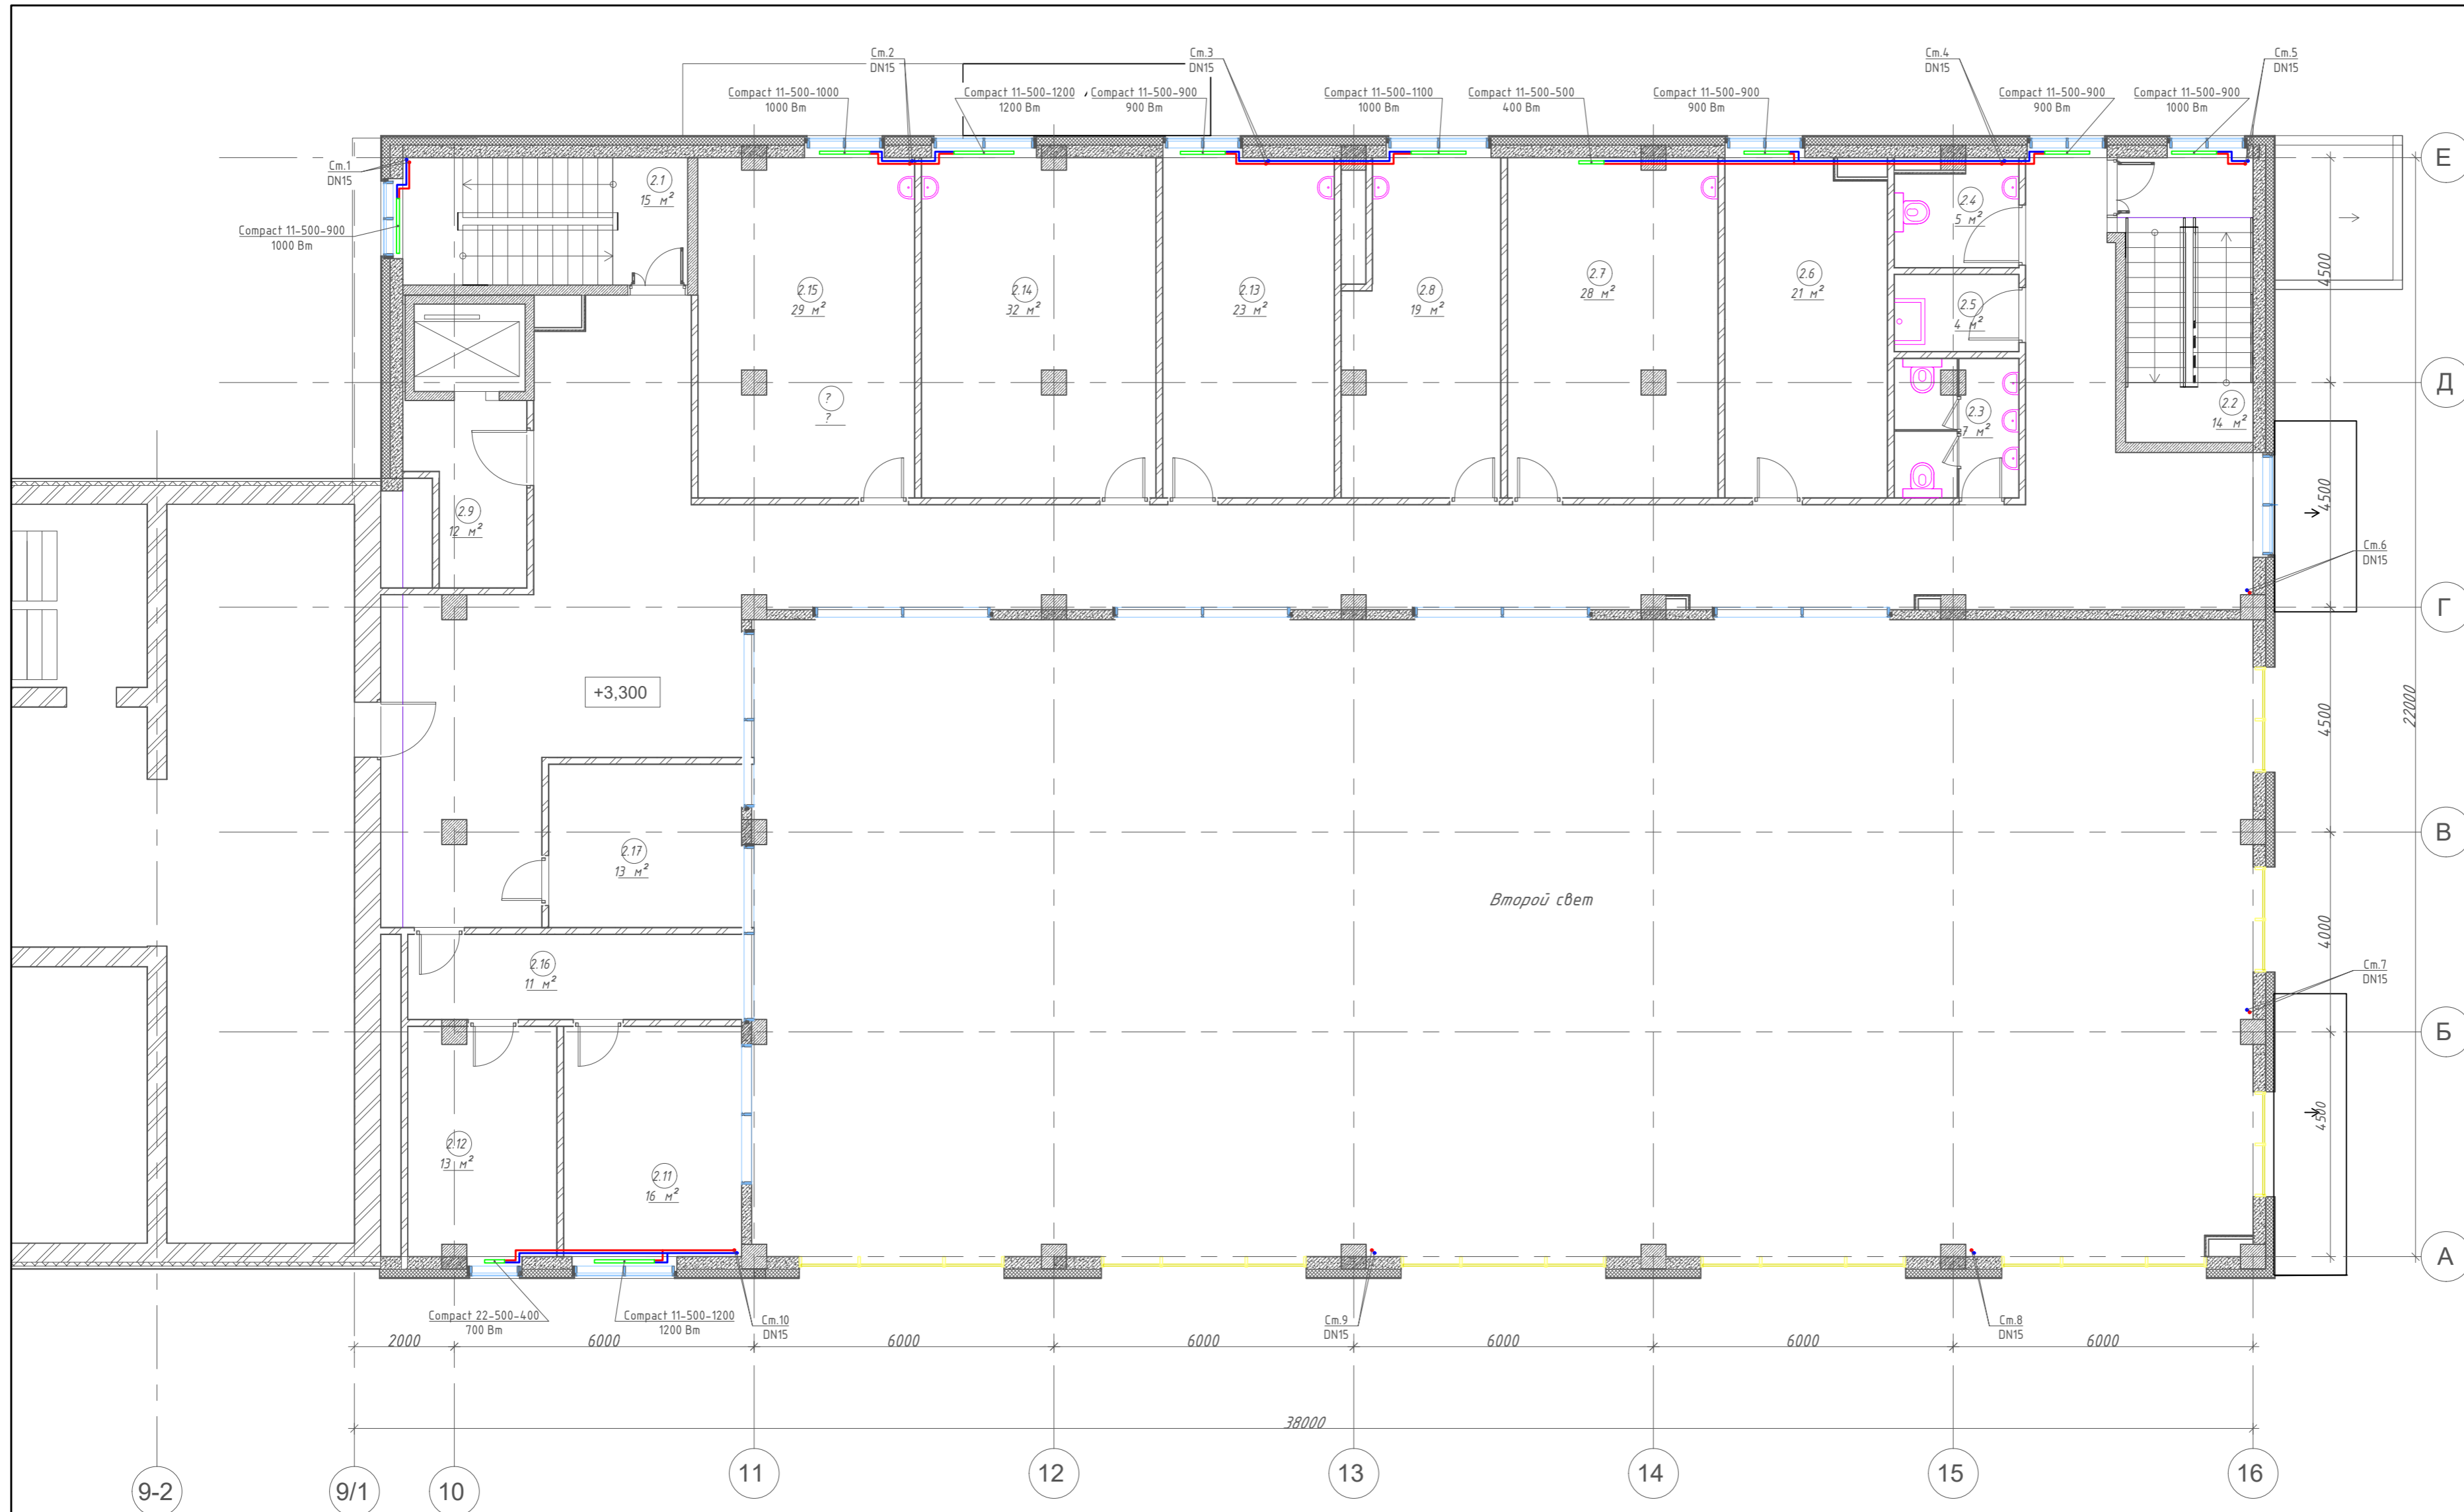 Ст.2
DN15
Ст.3
DN15
Ст.4
DN15
Ст.5
DN15
Compact 11-500-1000
1000 Вт
Compact 11-500-1200
1200 Вт
Compact 11-500-900
900 Вт
Compact 11-500-1100
1000 Вт
Compact 11-500-500
400 Вт
Compact 11-500-900
900 Вт
Compact 11-500-900
900 Вт
Compact 11-500-900
1000 Вт
Ст.1
DN15
Compact 11-500-900
1000 Вт
Е
2.1
15 м²
2.4
5 м²
2.15
29 м²
2.14
32 м²
2.13
23 м²
2.8
19 м²
2.7
28 м²
2.6
21 м²
2.5
4 м²
4500
Д
?
?
2.3
7 м²
2.2
14 м²
4500
2.9
12 м²
Ст.6
DN15
Г
+3,300
4500
22000
В
2.17
13 м²
Второй свет
4000
2.16
11 м²
Ст.7
DN15
Б
4500
2.12
13 м²
2.11
16 м²
А
Compact 22-500-400
700 Вт
Compact 11-500-1200
1200 Вт
Ст.10
DN15
Ст.9
DN15
Ст.8
DN15
2000
6000
6000
6000
6000
6000
6000
38000
9-2
9/1
10
11
12
13
14
15
16